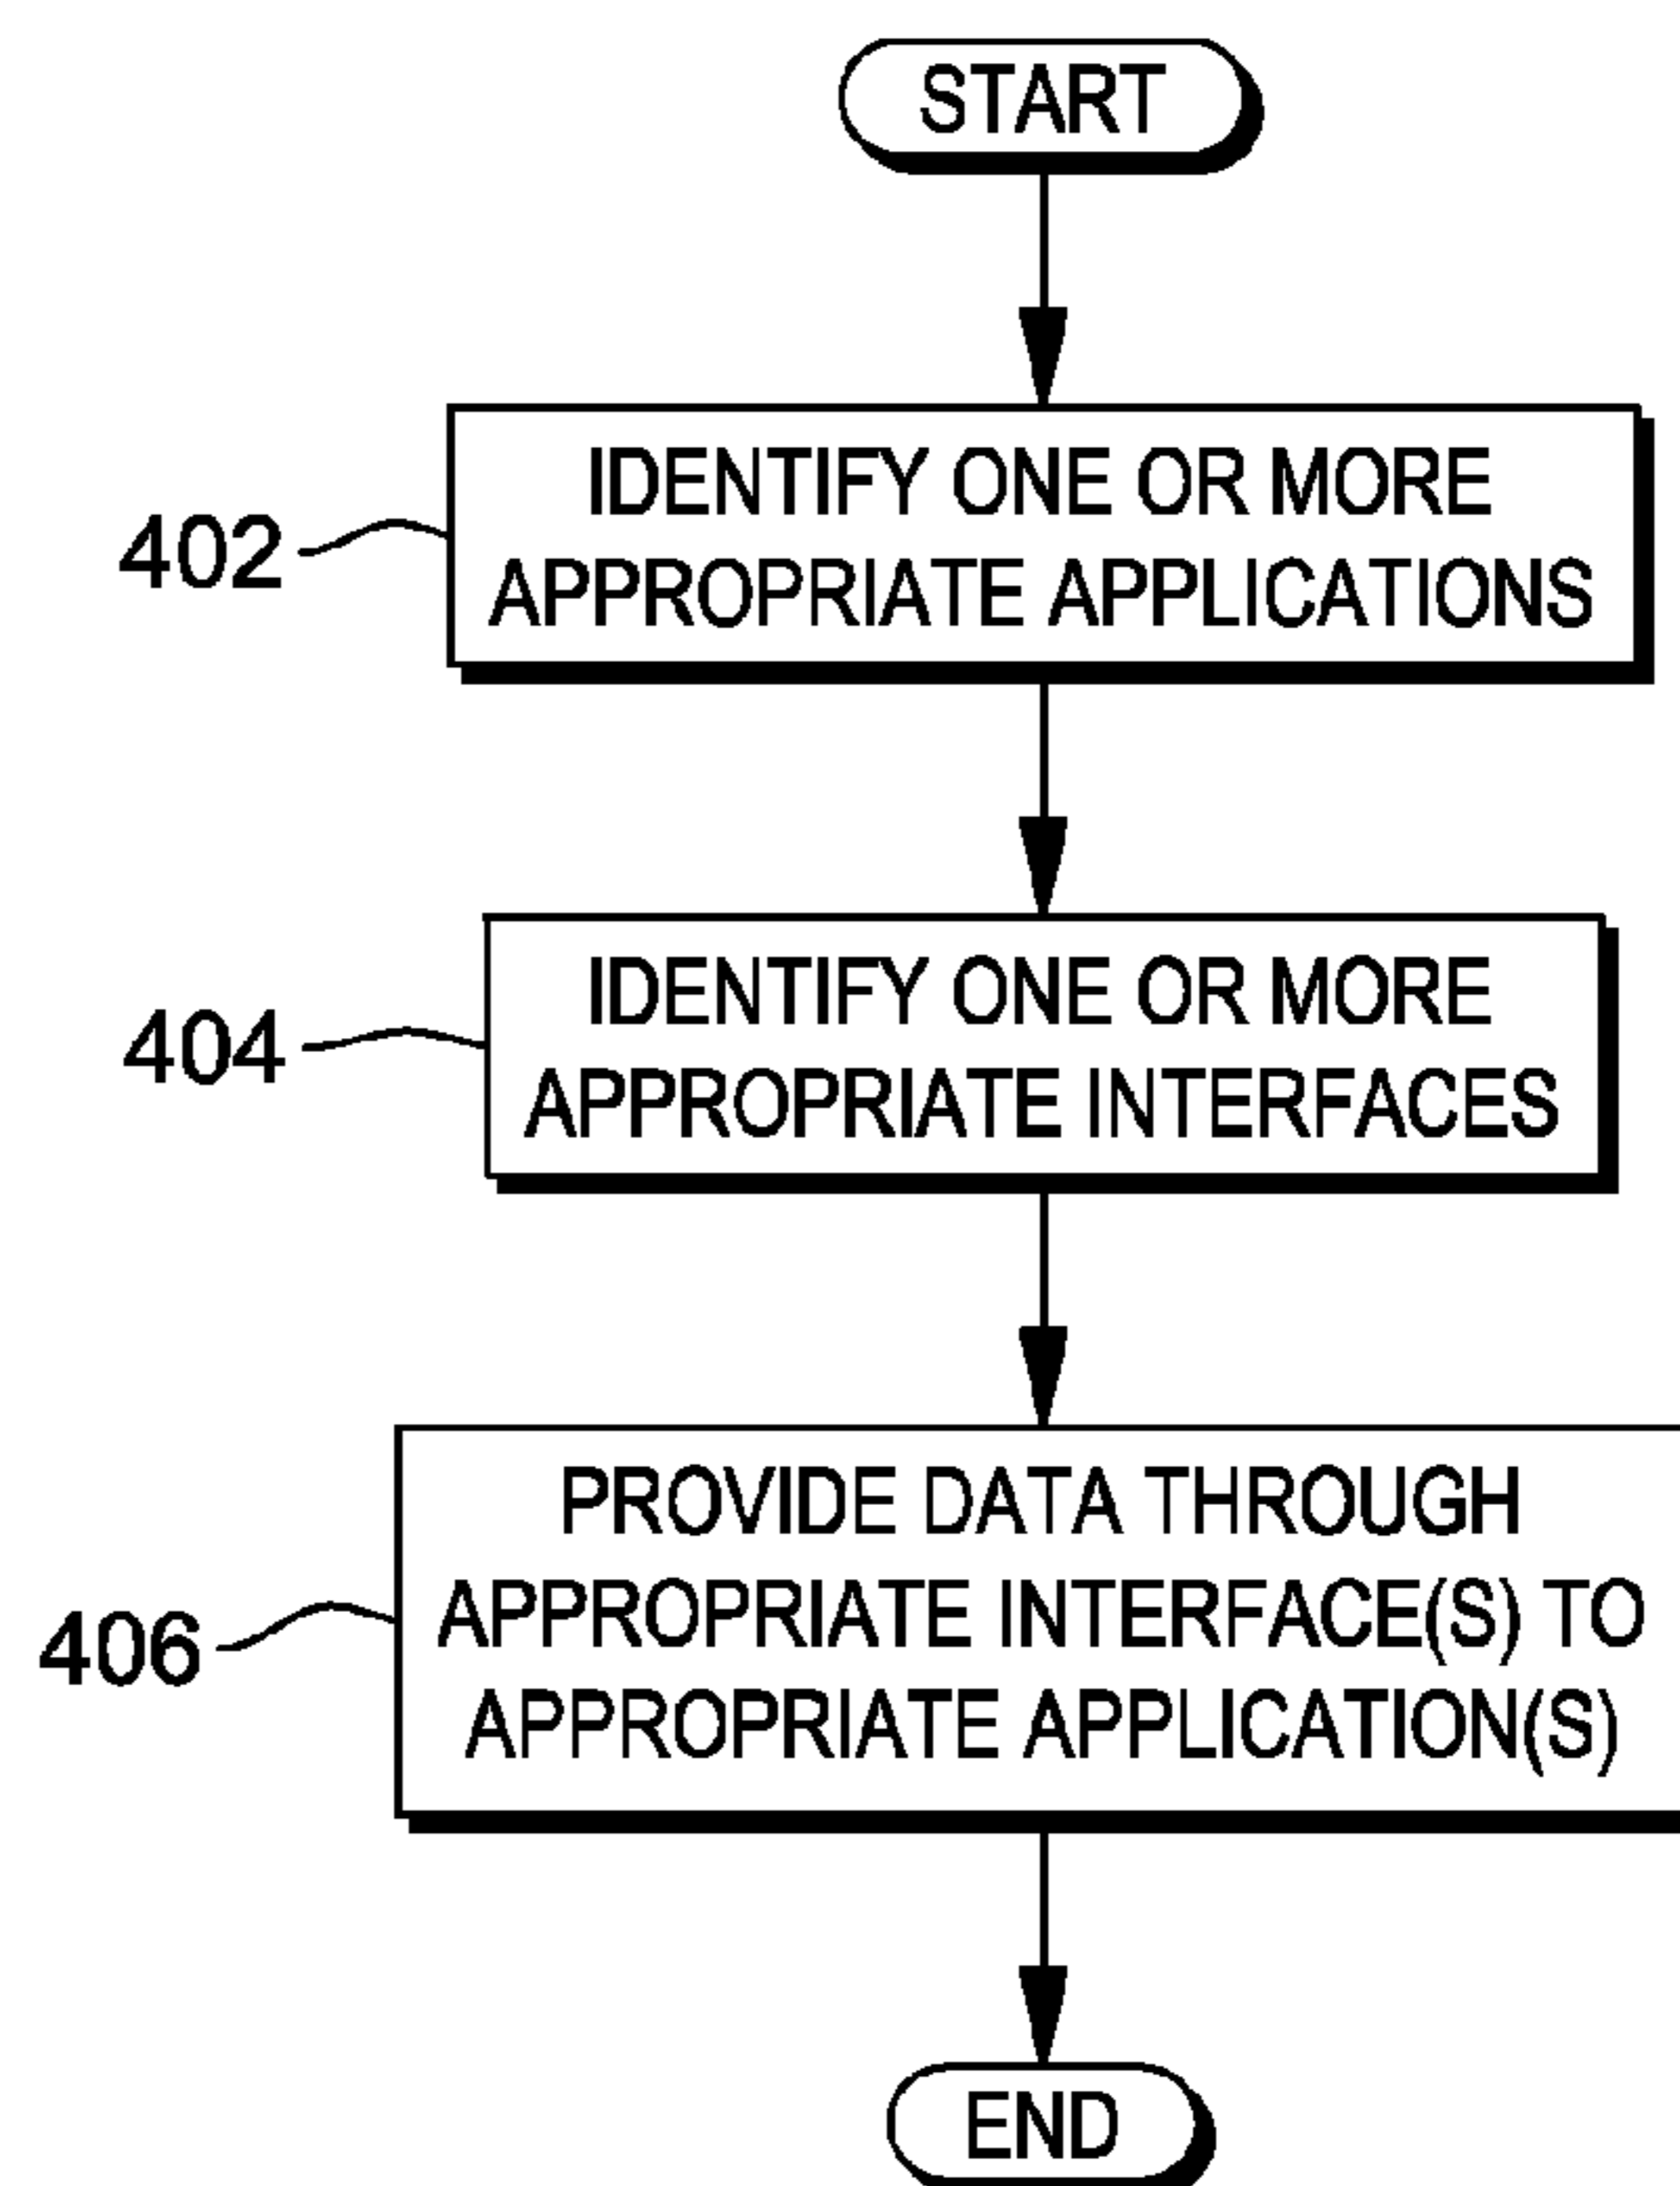 START
IDENTIFY ONE OR MORE
APPROPRIATE APPLICATIONS
402
IDENTIFY ONE OR MORE
APPROPRIATE INTERFACES
404
PROVIDE DATA THROUGH
APPROPRIATE INTERFACE(S) TO
APPROPRIATE APPLICATION(S)
406
END